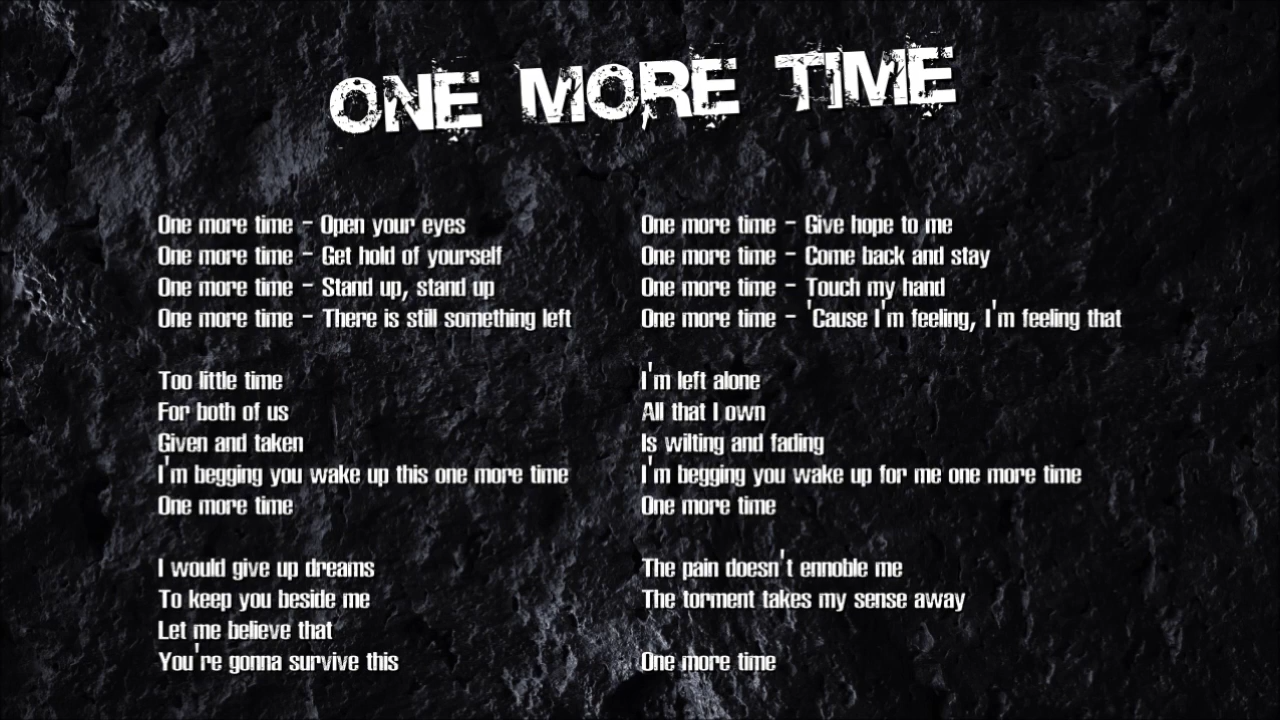 ONE MORE TIME
One more time - Open your eyes
One more time - Get hold of yourself
One more time - Stand up, stand up
One more time - There is still something left
Too little time
For both of us
Given and taken
I'm begging you wake up this one more time
One more time
I would give up dreams
To keep you beside me
Let me believe that
You're gonna survive this
One more time - Give hope to me
One more time - Come back and stay
One more time - Touch my hand
One more time - 'Cause I'm feeling, I'm feeling that
I'm left alone
All that I own
Is wilting and fading
I'm begging you wake up for me one more time
One more time
The pain doesn't ennoble me
The torment takes my sense away
One more time